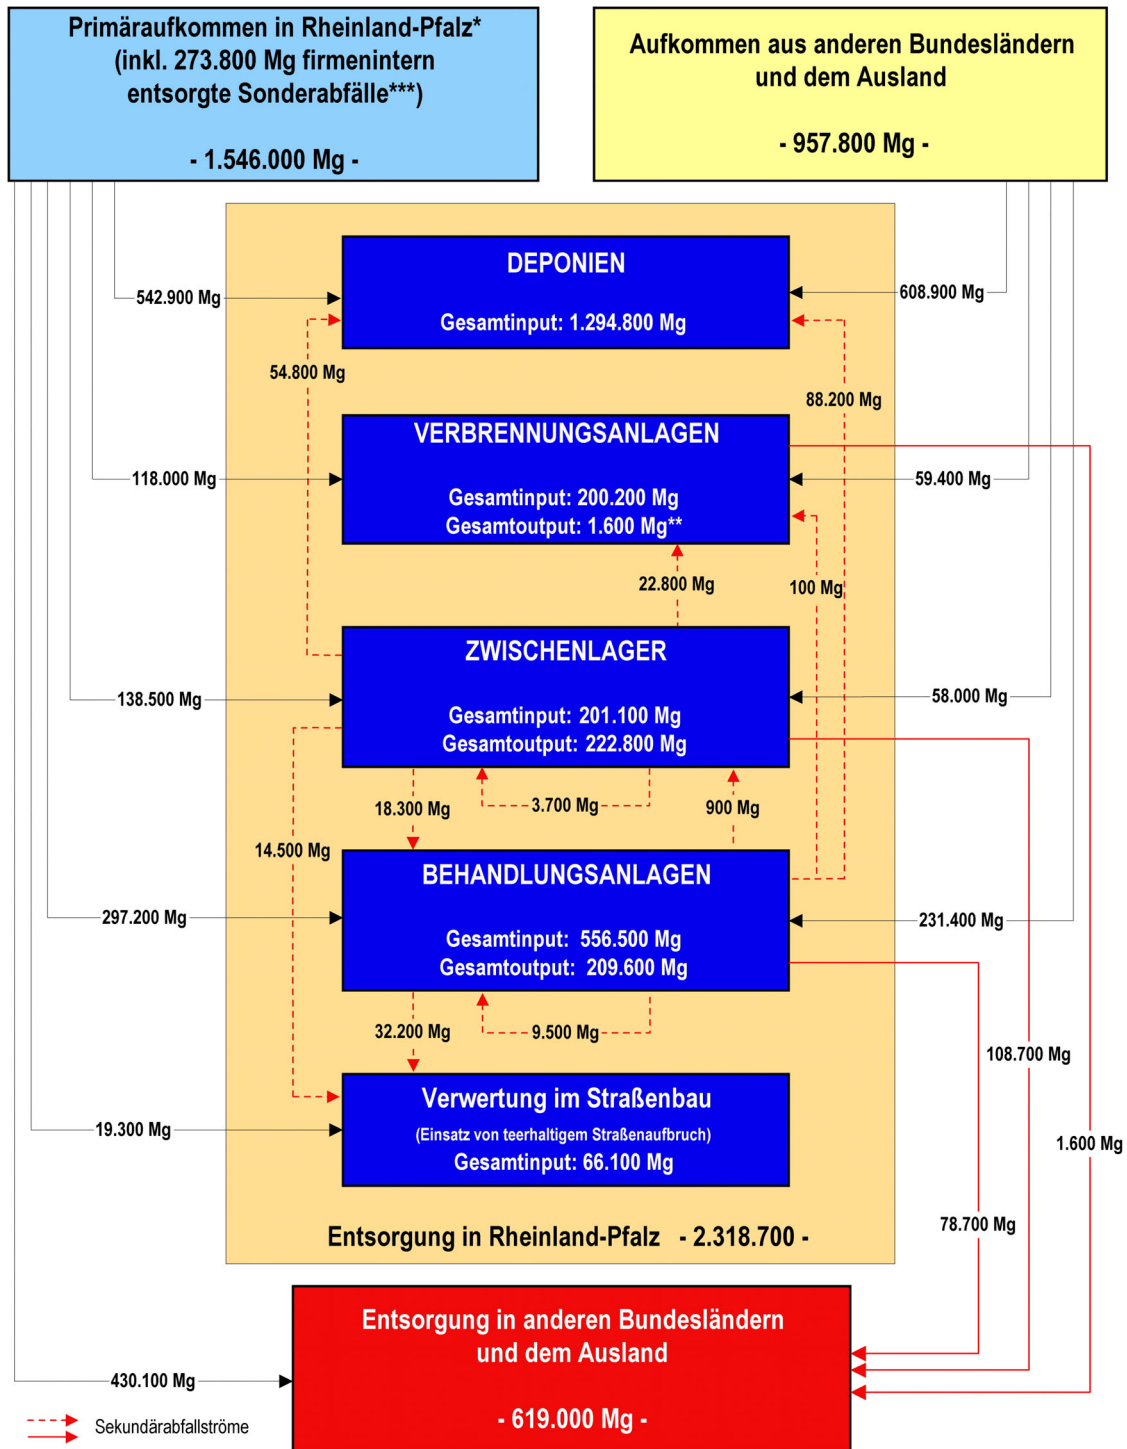 Primäraufkommen in Rheinland-Pfalz*
(inkl. 273.800 Mg firmenintern
entsorgte Sonderabfälle***)
- 1.546.000 Mg -
Aufkommen aus anderen Bundesländern
und dem Ausland
- 957.800 Mg -
DEPONIEN
Gesamtinput: 1.294.800 Mg
542.900 Mg
608.900 Mg
54.800 Mg
88.200 Mg
VERBRENNUNGSANLAGEN
Gesamtinput: 200.200 Mg
Gesamtoutput: 1.600 Mg**
118.000 Mg
59.400 Mg
22.800 Mg
100 Mg
ZWISCHENLAGER
Gesamtinput: 201.100 Mg
Gesamtoutput: 222.800 Mg
138.500 Mg
58.000 Mg
18.300 Mg
3.700 Mg
900 Mg
14.500 Mg
BEHANDLUNGSANLAGEN
Gesamtinput: 556.500 Mg
Gesamtoutput: 209.600 Mg
297.200 Mg
231.400 Mg
32.200 Mg
9.500 Mg
108.700 Mg
Verwertung im Straßenbau
(Einsatz von teerhaltigem Straßenaufbruch)
Gesamtinput: 66.100 Mg
19.300 Mg
1.600 Mg
78.700 Mg
Entsorgung in Rheinland-Pfalz - 2.318.700 -
Entsorgung in anderen Bundesländern
und dem Ausland
- 619.000 Mg -
430.100 Mg
Sekundärabfallströme